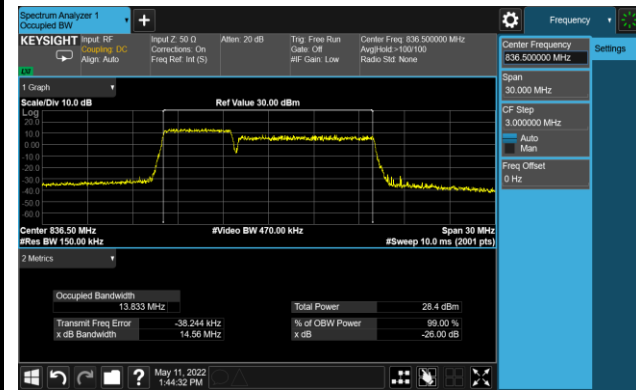 Spectrum Analyzer 1
Occupied BW
Frequency
KEYSIGHT
Input: RF
Coupling: DC
Align: Auto
Input Z: 50 Ω
Corrections: On
Freq Ref: Int (S)
Atten: 20 dB
Trig: Free Run
Gate: Off
#IF Gain: Low
Center Freq: 836.500000 MHz
Avg|Hold:>100/100
Radio Std: None
Center Frequency
836.500000 MHz
Settings
Span
30.000 MHz
CF Step
3.000000 MHz
Auto
Man
Freq Offset
0 Hz
1 Graph
Scale/Div 10.0 dB
Ref Value 30.00 dBm
Log
20.0
10.0
0.00
-10.0
-20.0
-30.0
-40.0
-50.0
-60.0
Center 836.50 MHz
#Video BW 470.00 kHz
Span 30 MHz
#Res BW 150.00 kHz
#Sweep 10.0 ms (2001 pts)
2 Metrics
Occupied Bandwidth
13.833 MHz
Total Power
28.4 dBm
Transmit Freq Error
-38.244 kHz
% of OBW Power
99.00 %
x dB Bandwidth
14.56 MHz
x dB
-26.00 dB
May 11, 2022
1:44:32 PM